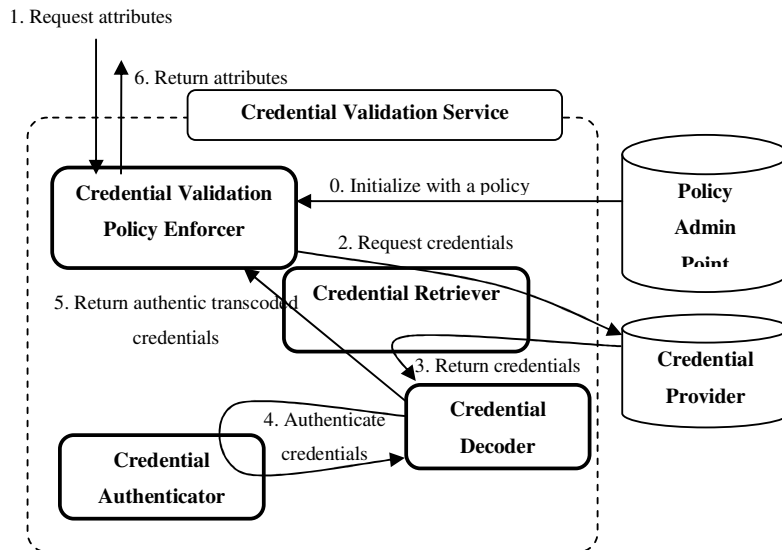 1. Request attributes
6. Return attributes
Credential Validation Service
Credential Validation
Policy Enforcer
0. Initialize with a policy
Policy
Admin
Point
2. Request credentials
5. Return authentic transcoded
credentials
Credential Retriever
3. Return credentials
Credential
Provider
4. Authenticate
credentials
Credential
Decoder
Credential
Authenticator